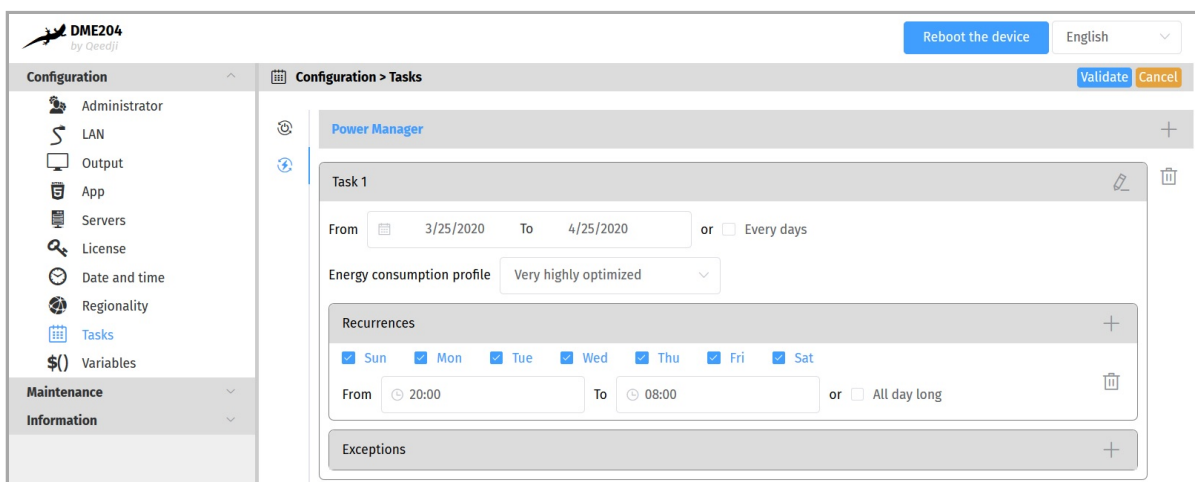 DME204
by Qeedji
Reboot the device
English
Configuration
Configuration > Tasks
Validate
Cancel
Administrator
LAN
Output
App
Servers
License
Date and time
Regionality
Tasks
$() Variables
Maintenance
Information
Power Manager
Task 1
From 3/25/2020 To 4/25/2020 or Every days
Energy consumption profile Very highly optimized
Recurrences
Sun Mon Tue Wed Thu Fri Sat
From 20:00 To 08:00 or All day long
Exceptions